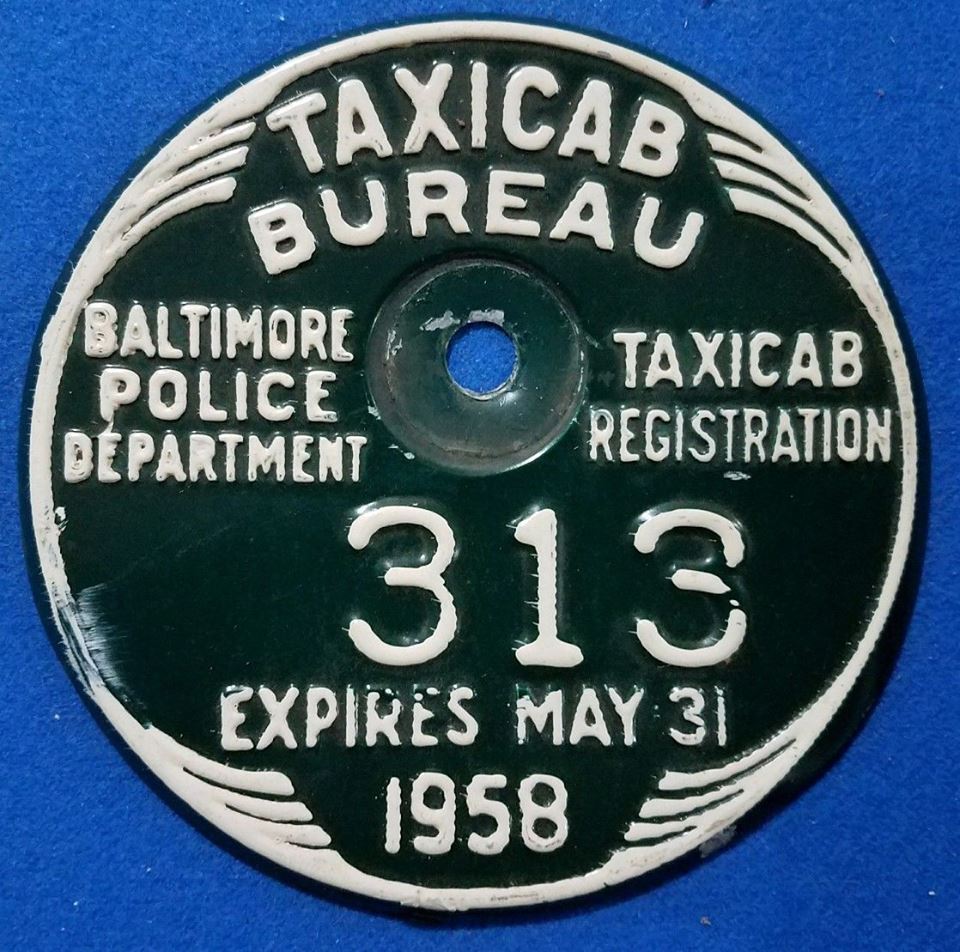 TAXICAB
BUREAU
BALTIMORE
POLICE
DEPARTMENT
TAXICAB
REGISTRATION
313
EXPIRES MAY 31
1958